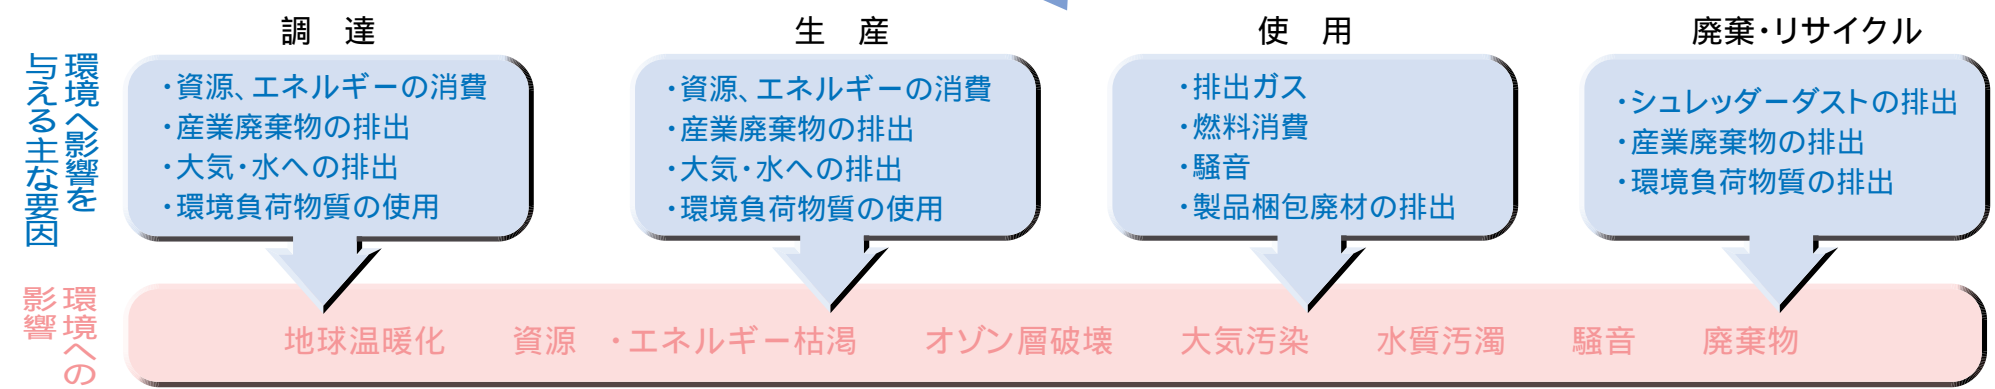 調 達
・資源、エネルギーの消費
・産業廃棄物の排出
・大気・水への排出
・環境負荷物質の使用
生 産
・資源、エネルギーの消費
・産業廃棄物の排出
・大気・水への排出
・環境負荷物質の使用
使 用
・排出ガス
・燃料消費
・騒音
・製品梱包廃材の排出
廃棄・リサイクル
・シュレッダーダストの排出
・産業廃棄物の排出
・環境負荷物質の排出
環境へ影響を
与える主な要因
環境への
影響
地球温暖化 資源 ・エネルギー枯渇 オゾン層破壊 大気汚染 水質汚濁 騒音 廃棄物